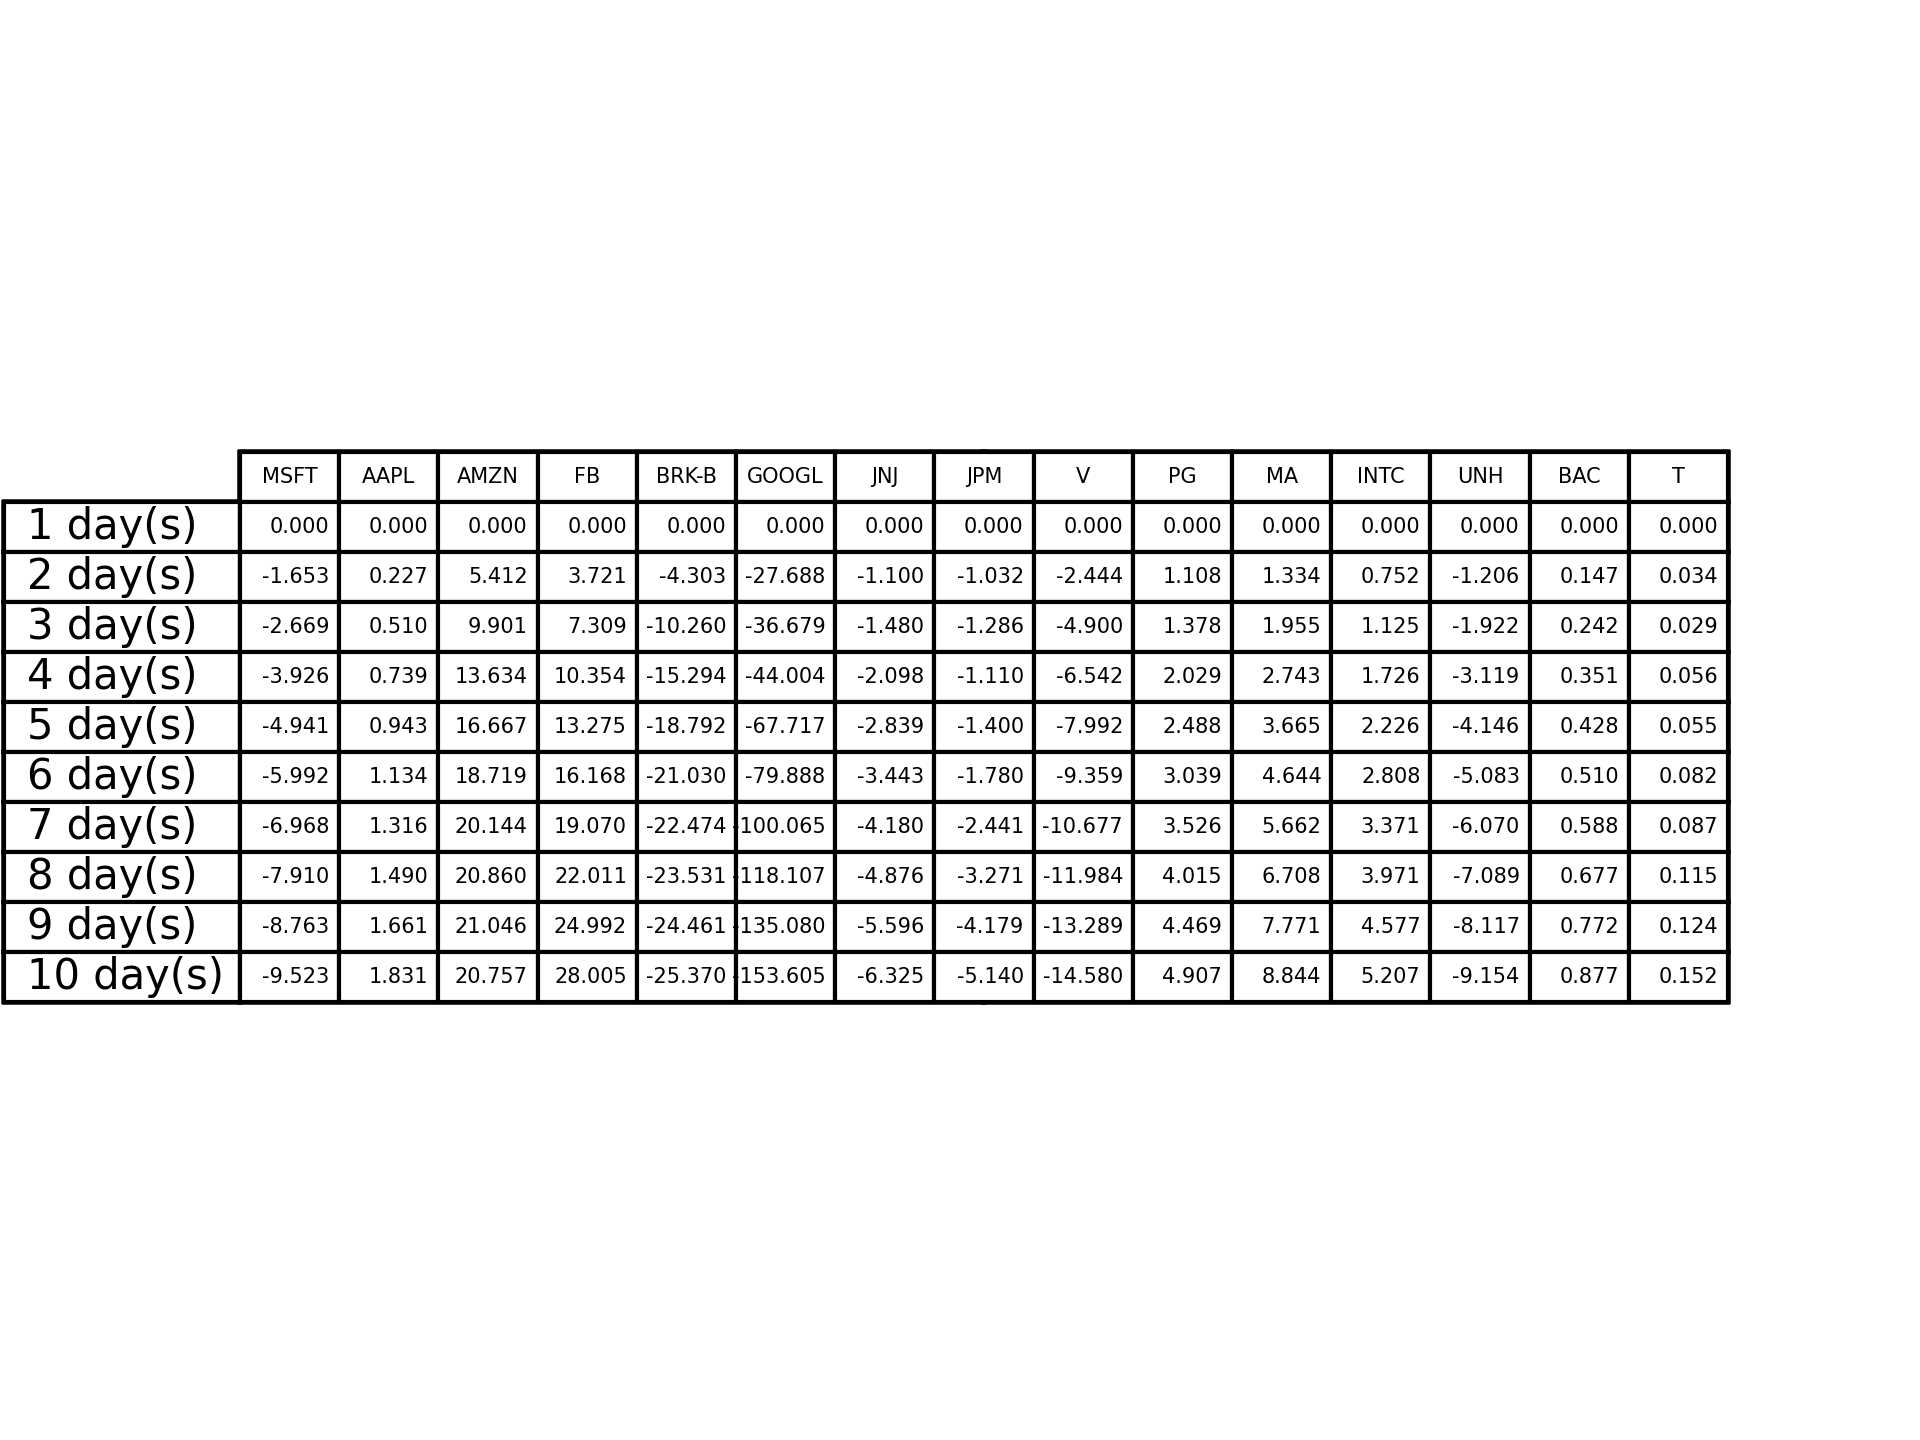 MSFT AAPL AMZN FB BRK-B GOOGL JNJ JPM V PG MA INTC UNH BAC T
1 day(s) 0.000 0.000 0.000 0.000 0.000 0.000 0.000 0.000 0.000 0.000 0.000 0.000 0.000 0.000 0.000
2 day(s) -1.653 0.227 5.412 3.721 -4.303 -27.688 -1.100 -1.032 -2.444 1.108 1.334 0.752 -1.206 0.147 0.034
3 day(s) -2.669 0.510 9.901 7.309 -10.260 -36.679 -1.480 -1.286 -4.900 1.378 1.955 1.125 -1.922 0.242 0.029
4 day(s) -3.926 0.739 13.634 10.354 -15.294 -44.004 -2.098 -1.110 -6.542 2.029 2.743 1.726 -3.119 0.351 0.056
5 day(s) -4.941 0.943 16.667 13.275 -18.792 -67.717 -2.839 -1.400 -7.992 2.488 3.665 2.226 -4.146 0.428 0.055
6 day(s) -5.992 1.134 18.719 16.168 -21.030 -79.888 -3.443 -1.780 -9.359 3.039 4.644 2.808 -5.083 0.510 0.082
7 day(s) -6.968 1.316 20.144 19.070 -22.474 -100.065 -4.180 -2.441 -10.677 3.526 5.662 3.371 -6.070 0.588 0.087
8 day(s) -7.910 1.490 20.860 22.011 -23.531 -118.107 -4.876 -3.271 -11.984 4.015 6.708 3.971 -7.089 0.677 0.115
9 day(s) -8.763 1.661 21.046 24.992 -24.461 -135.080 -5.596 -4.179 -13.289 4.469 7.771 4.577 -8.117 0.772 0.124
10 day(s) -9.523 1.831 20.757 28.005 -25.370 -153.605 -6.325 -5.140 -14.580 4.907 8.844 5.207 -9.154 0.877 0.152